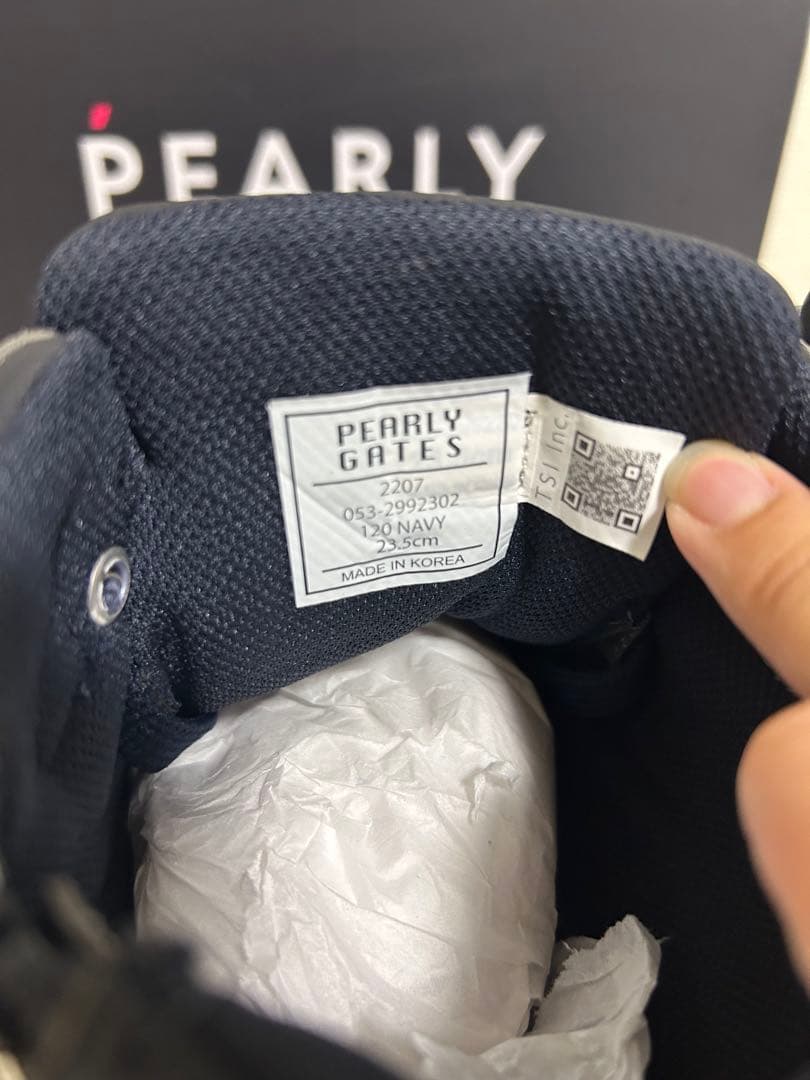 PEARLY
PEARLY
GATES
2207
053-2992302
120 NAVY
23.5cm
MADE IN KOREA
TSI Inc.